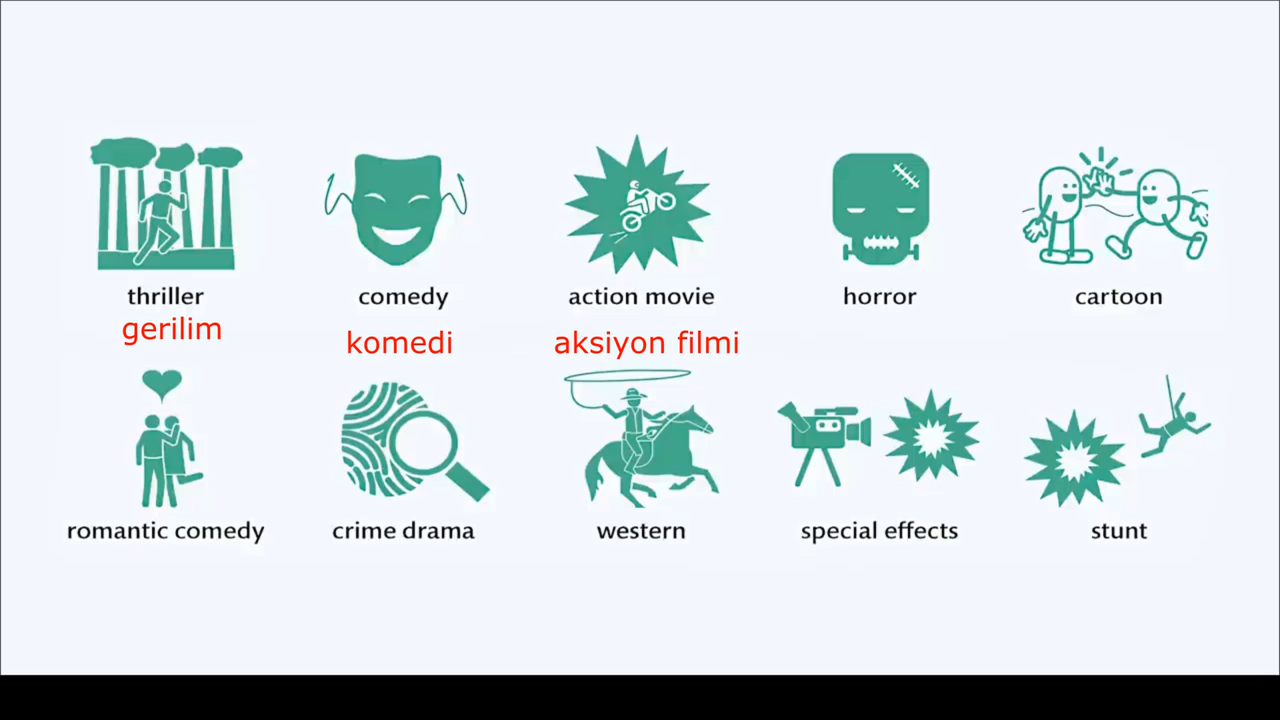 thriller
comedy
action movie
horror
cartoon
gerilim
komedi
aksiyon filmi
romantic comedy
crime drama
western
special effects
stunt